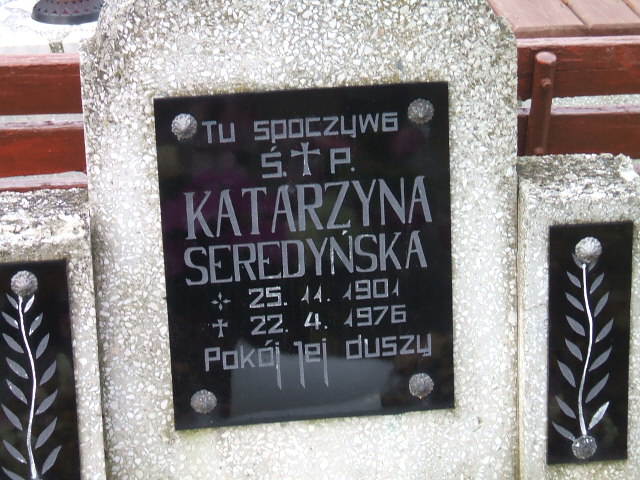 Tu spoczywa
Ś. † P.
KATARZYNA
SEREDYŃSKA
25. 11. 1901
† 22. 4. 1976
Pokój Jej duszy